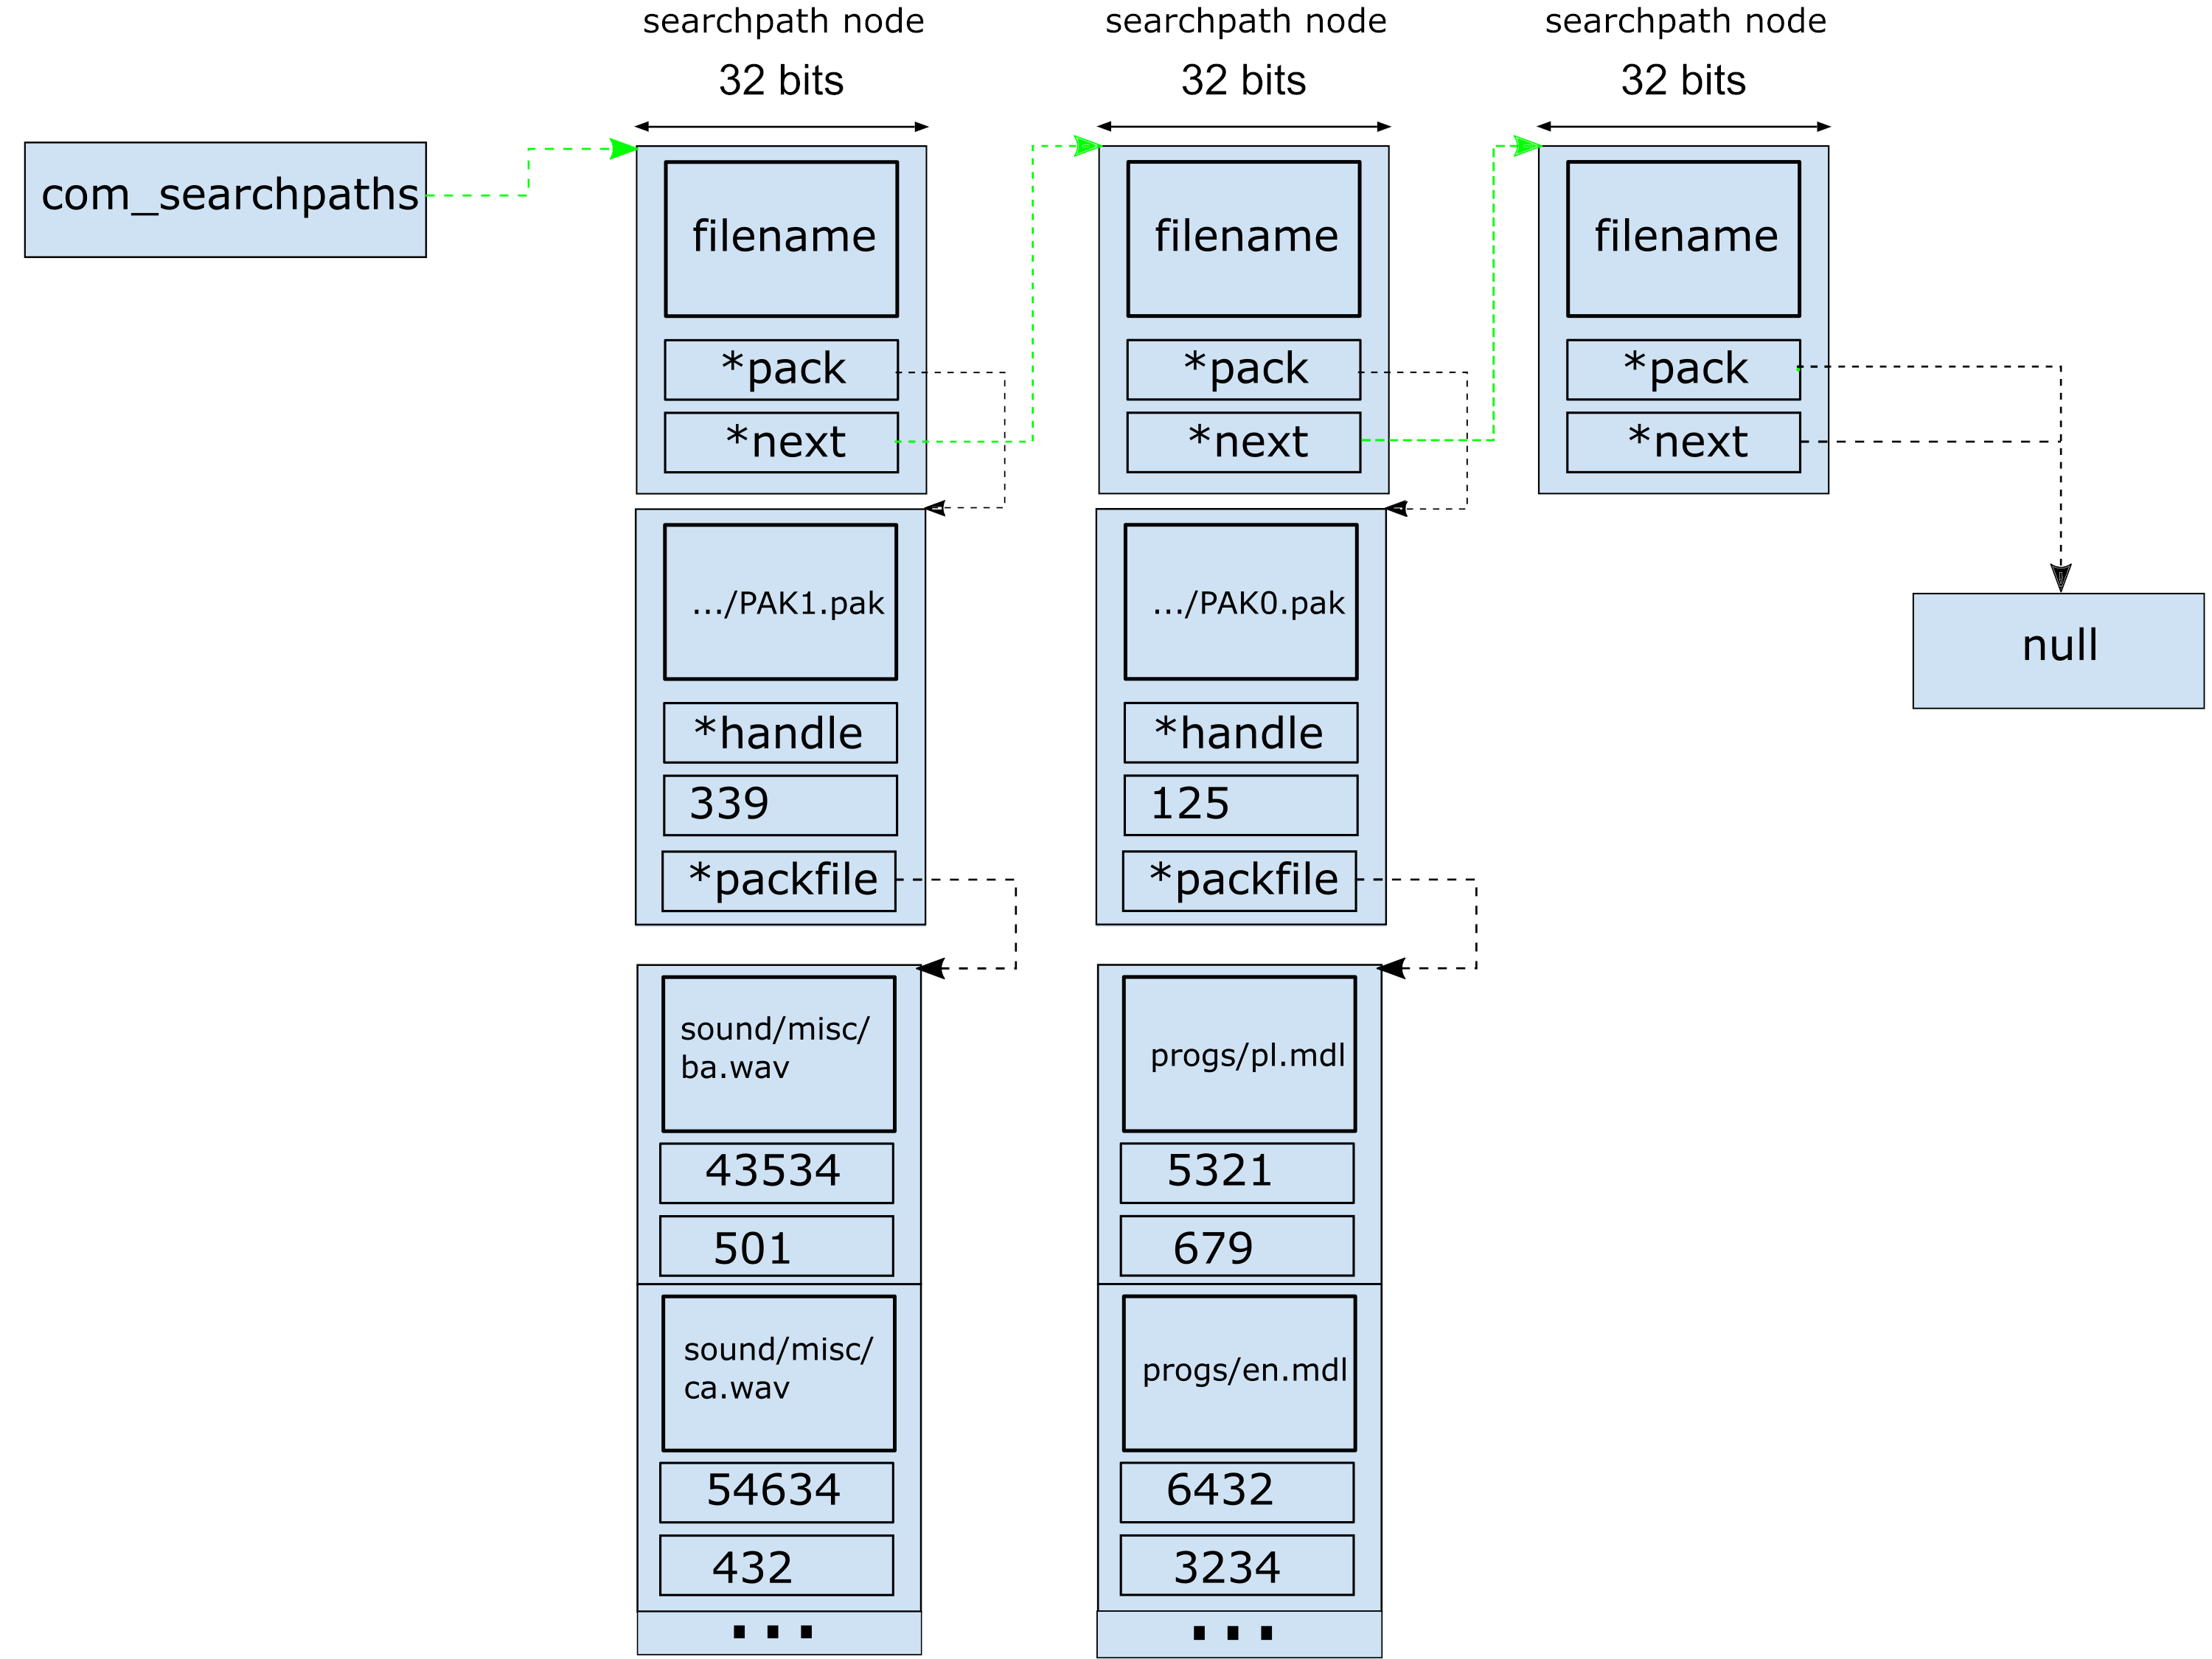 searchpath node
32 bits
searchpath node
32 bits
searchpath node
32 bits
com_searchpaths
filename
*pack
*next
filename
*pack
*next
filename
*pack
*next
null
.../PAK1.pak
*handle
339
*packfile
.../PAK0.pak
*handle
125
*packfile
sound/misc/
ba.wav
43534
501
sound/misc/
ca.wav
54634
432
...
progs/pl.mdl
5321
679
progs/en.mdl
6432
3234
...